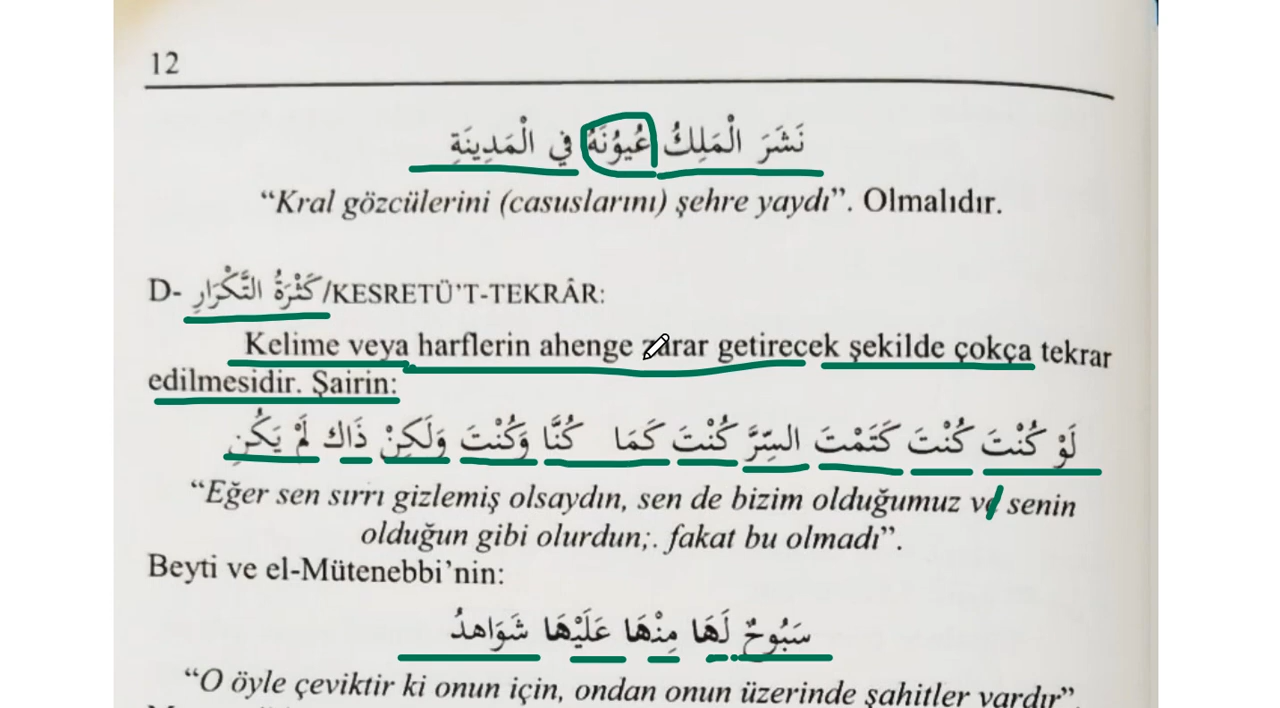 12
نَشَرَ الْمَلِكُ عُيُوُنَهُ فِي الْمَدِينَةِ
“Kral gözcülerini (casuslarını) şehre yaydı”. Olmalıdır.
D- كَثْرَةُ التَّكْرَارِ/KESRETÜ’T-TEKRÂR:
Kelime veya harflerin ahenge zarar getirecek şekilde çokça tekrar
edilmesidir. Şairin:
لَوْ كُنْتَ كُنْتَ كَتَمْتَ السِّرَّ كُنْتَ كَمَا كُنَّا وَكُنْتَ وَلَكِنْ ذَاكَ لَمْ يَكُنِ
“Eğer sen sırrı gizlemiş olsaydın, sen de bizim olduğumuz ve senin
olduğun gibi olurdun;. fakat bu olmadı”.
Beyti ve el-Mütenebbi’nin:
سَبُوحٌ لَهَا مِنْهَا عَلَيْهَا شَوَاهدُ
“O öyle çeviktir ki onun için, ondan onun üzerinde şahitler vardır”.